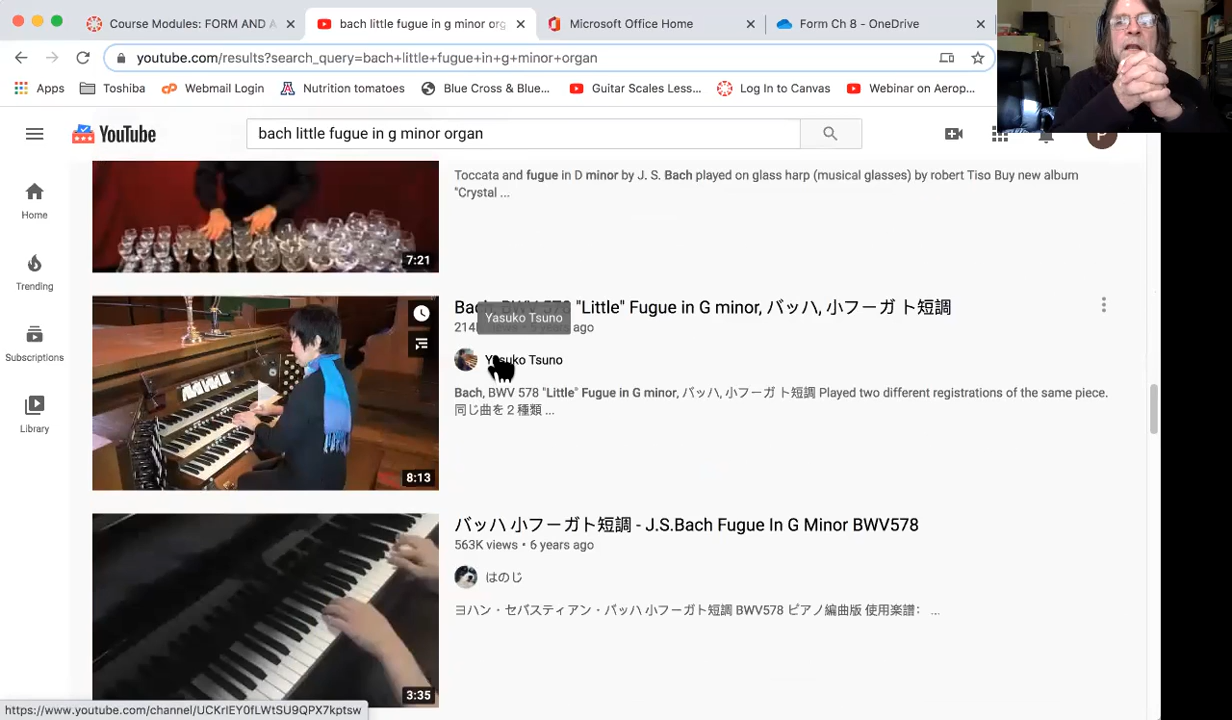 Course Modules: FORM AND A
bach little fugue in g minor org
Microsoft Office Home
Form Ch 8 - OneDrive
youtube.com/results?search_query=bach+little+fugue+in+g+minor+organ
Apps
Toshiba
Webmail Login
Nutrition tomatoes
Blue Cross & Blue...
Guitar Scales Less...
Log In to Canvas
Webinar on Aerop...
YouTube
bach little fugue in g minor organ
P
Home
Trending
Subscriptions
Library
Toccata and fugue in D minor by J. S. Bach played on glass harp (musical glasses) by robert Tiso Buy new album
"Crystal ...
7:21
Bach, BWV 578 "Little" Fugue in G minor, バッハ, 小フーガ ト短調
ago
Yasuko Tsuno
Yasuko Tsuno
Bach, BWV 578 "Little" Fugue in G minor, バッハ, 小フーガ ト短調 Played two different registrations of the same piece.
同じ曲を２種類 ...
8:13
バッハ 小フーガト短調 - J.S.Bach Fugue In G Minor BWV578
563K views • 6 years ago
はのじ
ヨハン・セバスティアン・バッハ 小フーガト短調 BWV578 ピアノ編曲版 使用楽譜： ...
3:35
https://www.youtube.com/channel/UCKrIEY0fLWtSU9QPX7kptsw